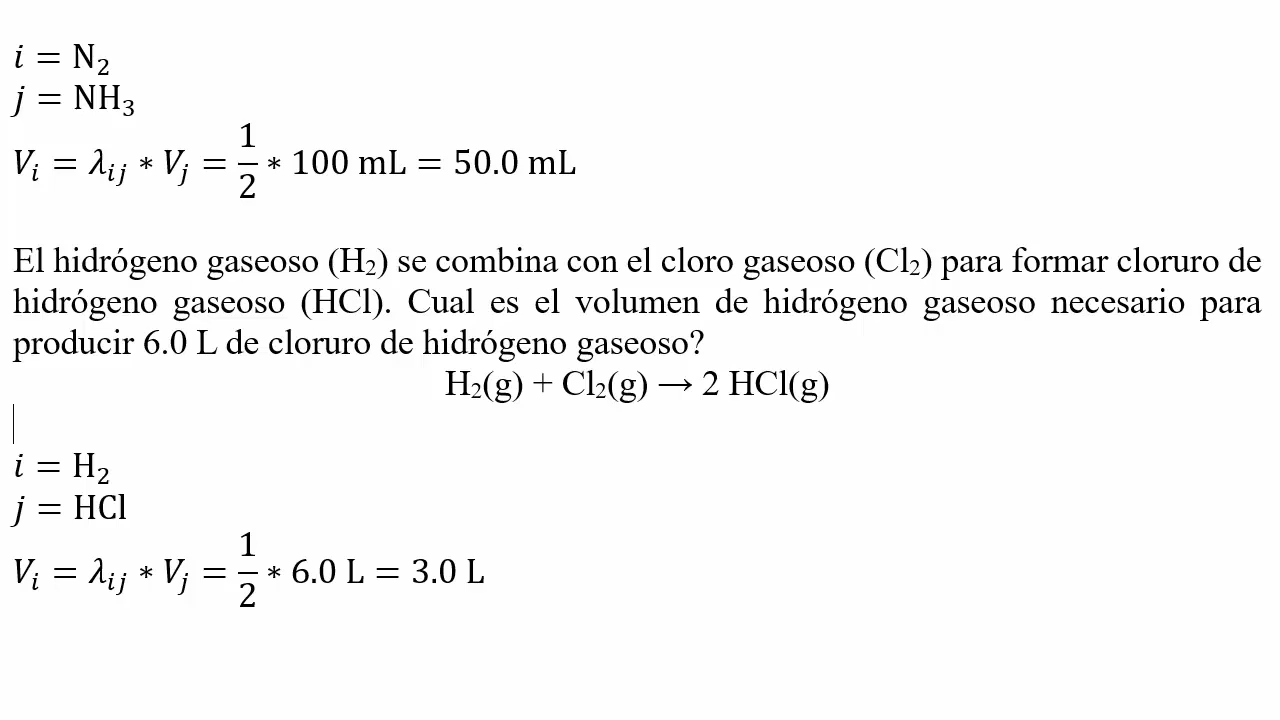 i = N₂
j = NH₃
Vᵢ = λᵢⱼ * Vⱼ = 1/2 * 100 mL = 50.0 mL
El hidrógeno gaseoso (H₂) se combina con el cloro gaseoso (Cl₂) para formar cloruro de
hidrógeno gaseoso (HCl). Cual es el volumen de hidrógeno gaseoso necesario para
producir 6.0 L de cloruro de hidrógeno gaseoso?
H₂(g) + Cl₂(g) → 2 HCl(g)
i = H₂
j = HCl
Vᵢ = λᵢⱼ * Vⱼ = 1/2 * 6.0 L = 3.0 L